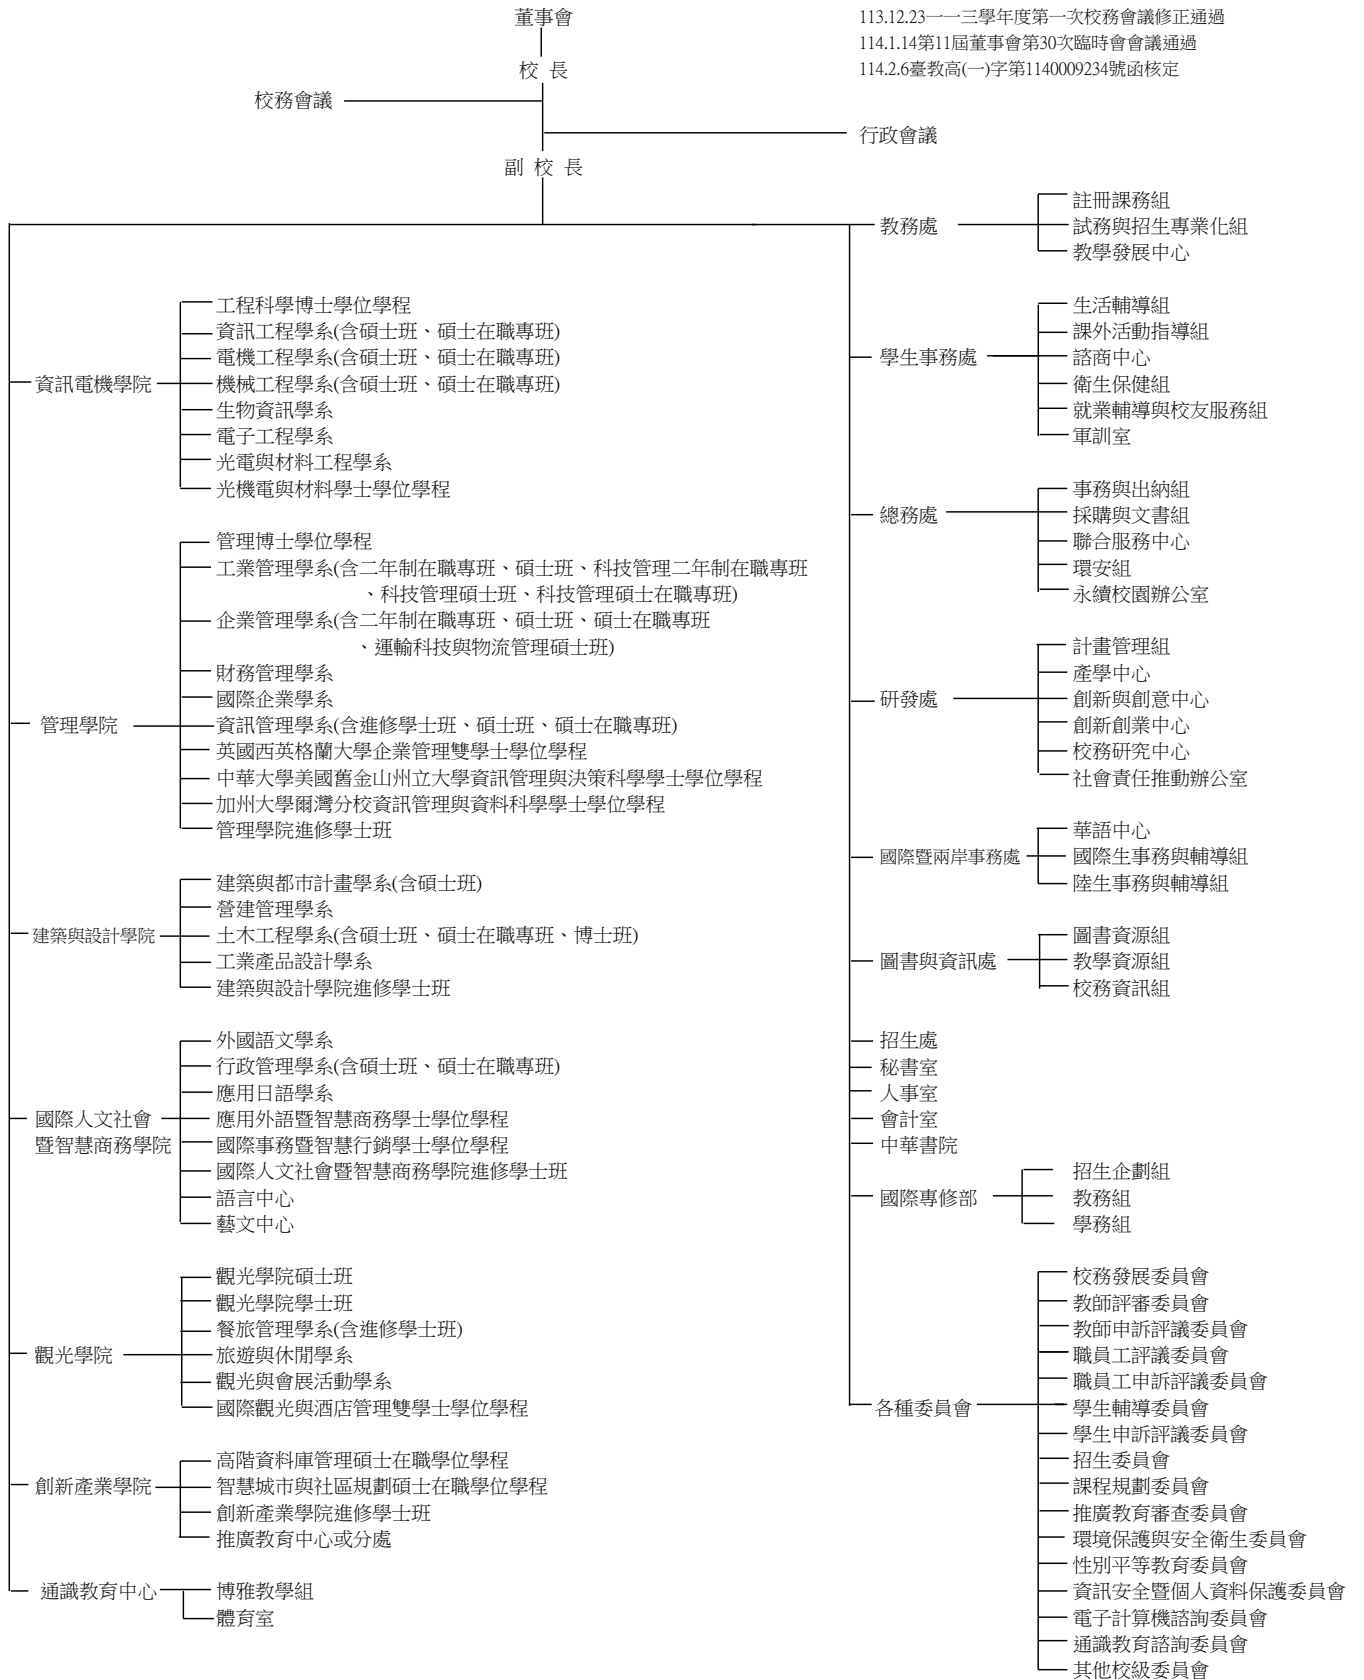 董事會
113.12.23一一三學年度第一次校務會議修正通過
114.1.14第11屆董事會第30次臨時會會議通過
114.2.6臺教高(一)字第1140009234號函核定
校 長
校務會議
行政會議
副 校 長
資訊電機學院
工程科學博士學位學程
資訊工程學系(含碩士班、碩士在職專班)
電機工程學系(含碩士班、碩士在職專班)
機械工程學系(含碩士班、碩士在職專班)
生物資訊學系
電子工程學系
光電與材料工程學系
光機電與材料學士學位學程
管理學院
管理博士學位學程
工業管理學系(含二年制在職專班、碩士班、科技管理二年制在職專班
、科技管理碩士班、科技管理碩士在職專班)
企業管理學系(含二年制在職專班、碩士班、碩士在職專班
、運輸科技與物流管理碩士班)
財務管理學系
國際企業學系
資訊管理學系(含進修學士班、碩士班、碩士在職專班)
英國西英格蘭大學企業管理雙學士學位學程
中華大學美國舊金山州立大學資訊管理與決策科學學士學位學程
加州大學爾灣分校資訊管理與資料科學學士學位學程
管理學院進修學士班
建築與設計學院
建築與都市計畫學系(含碩士班)
營建管理學系
土木工程學系(含碩士班、碩士在職專班、博士班)
工業產品設計學系
建築與設計學院進修學士班
國際人文社會
暨智慧商務學院
外國語文學系
行政管理學系(含碩士班、碩士在職專班)
應用日語學系
應用外語暨智慧商務學士學位學程
國際事務暨智慧行銷學士學位學程
國際人文社會暨智慧商務學院進修學士班
語言中心
藝文中心
觀光學院
觀光學院碩士班
觀光學院學士班
餐旅管理學系(含進修學士班)
旅遊與休閒學系
觀光與會展活動學系
國際觀光與酒店管理雙學士學位學程
創新產業學院
高階資料庫管理碩士在職學位學程
智慧城市與社區規劃碩士在職學位學程
創新產業學院進修學士班
推廣教育中心或分處
通識教育中心
博雅教學組
體育室
教務處
註冊課務組
試務與招生專業化組
教學發展中心
學生事務處
生活輔導組
課外活動指導組
諮商中心
衛生保健組
就業輔導與校友服務組
軍訓室
總務處
事務與出納組
採購與文書組
聯合服務中心
環安組
永續校園辦公室
研發處
計畫管理組
產學中心
創新與創意中心
創新創業中心
校務研究中心
社會責任推動辦公室
國際暨兩岸事務處
華語中心
國際生事務與輔導組
陸生事務與輔導組
圖書與資訊處
圖書資源組
教學資源組
校務資訊組
招生處
秘書室
人事室
會計室
中華書院
國際專修部
招生企劃組
教務組
學務組
各種委員會
校務發展委員會
教師評審委員會
教師申訴評議委員會
職員工評議委員會
職員工申訴評議委員會
學生輔導委員會
學生申訴評議委員會
招生委員會
課程規劃委員會
推廣教育審查委員會
環境保護與安全衛生委員會
性別平等教育委員會
資訊安全暨個人資料保護委員會
電子計算機諮詢委員會
通識教育諮詢委員會
其他校級委員會